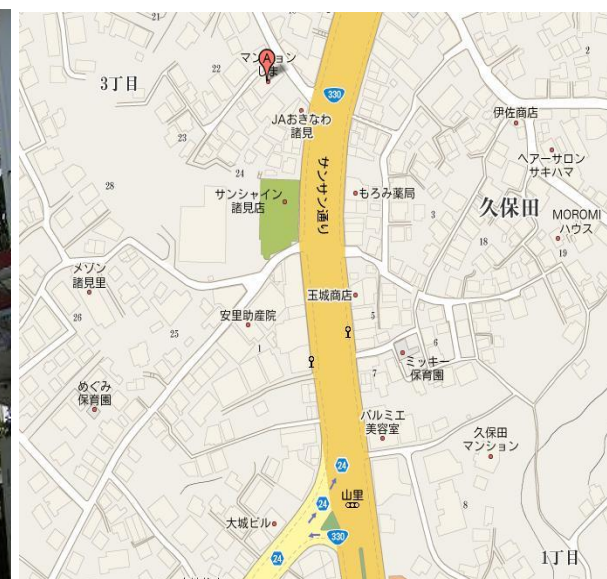 3丁目
22
マンション
しま
A
2
330
JAおきなわ
諸見
伊佐商店
23
24
ヘアーサロン
サキハマ
サンサン通り
28
サンシャイン
諸見店
もろみ薬局
3
久保田
MOROMI
ハウス
18
19
メゾン
諸見里
玉城商店
26
25
安里助産院
5
6
1
ミッキー
保育園
7
めぐみ
保育園
パルミエ
美容室
久保田
マンション
24
24
山里
8
大城ビル
330
24
1丁目